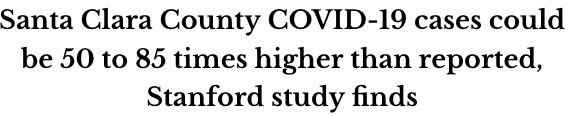 Santa Clara County COVID-19 cases could
be 50 to 85 times higher than reported,
Stanford study finds